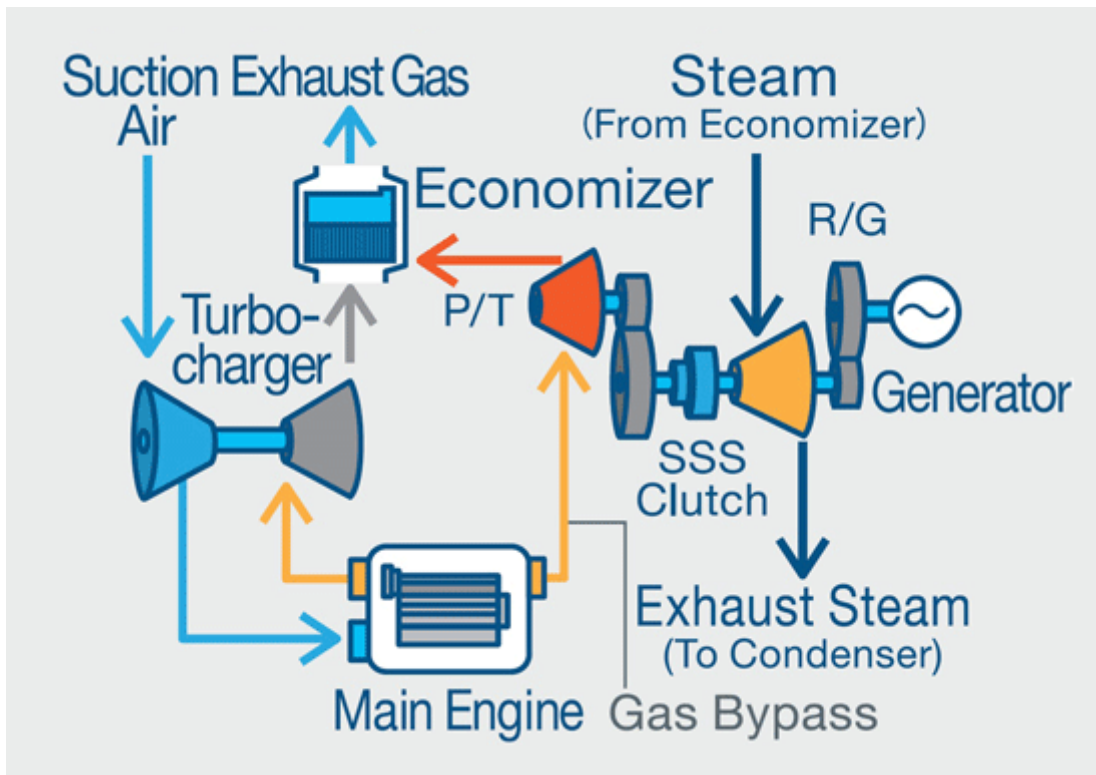 Suction
Air
Exhaust Gas
Steam
(From Economizer)
Economizer
R/G
P/T
Turbo-
charger
Generator
SSS
Clutch
Exhaust Steam
(To Condenser)
Main Engine
Gas Bypass